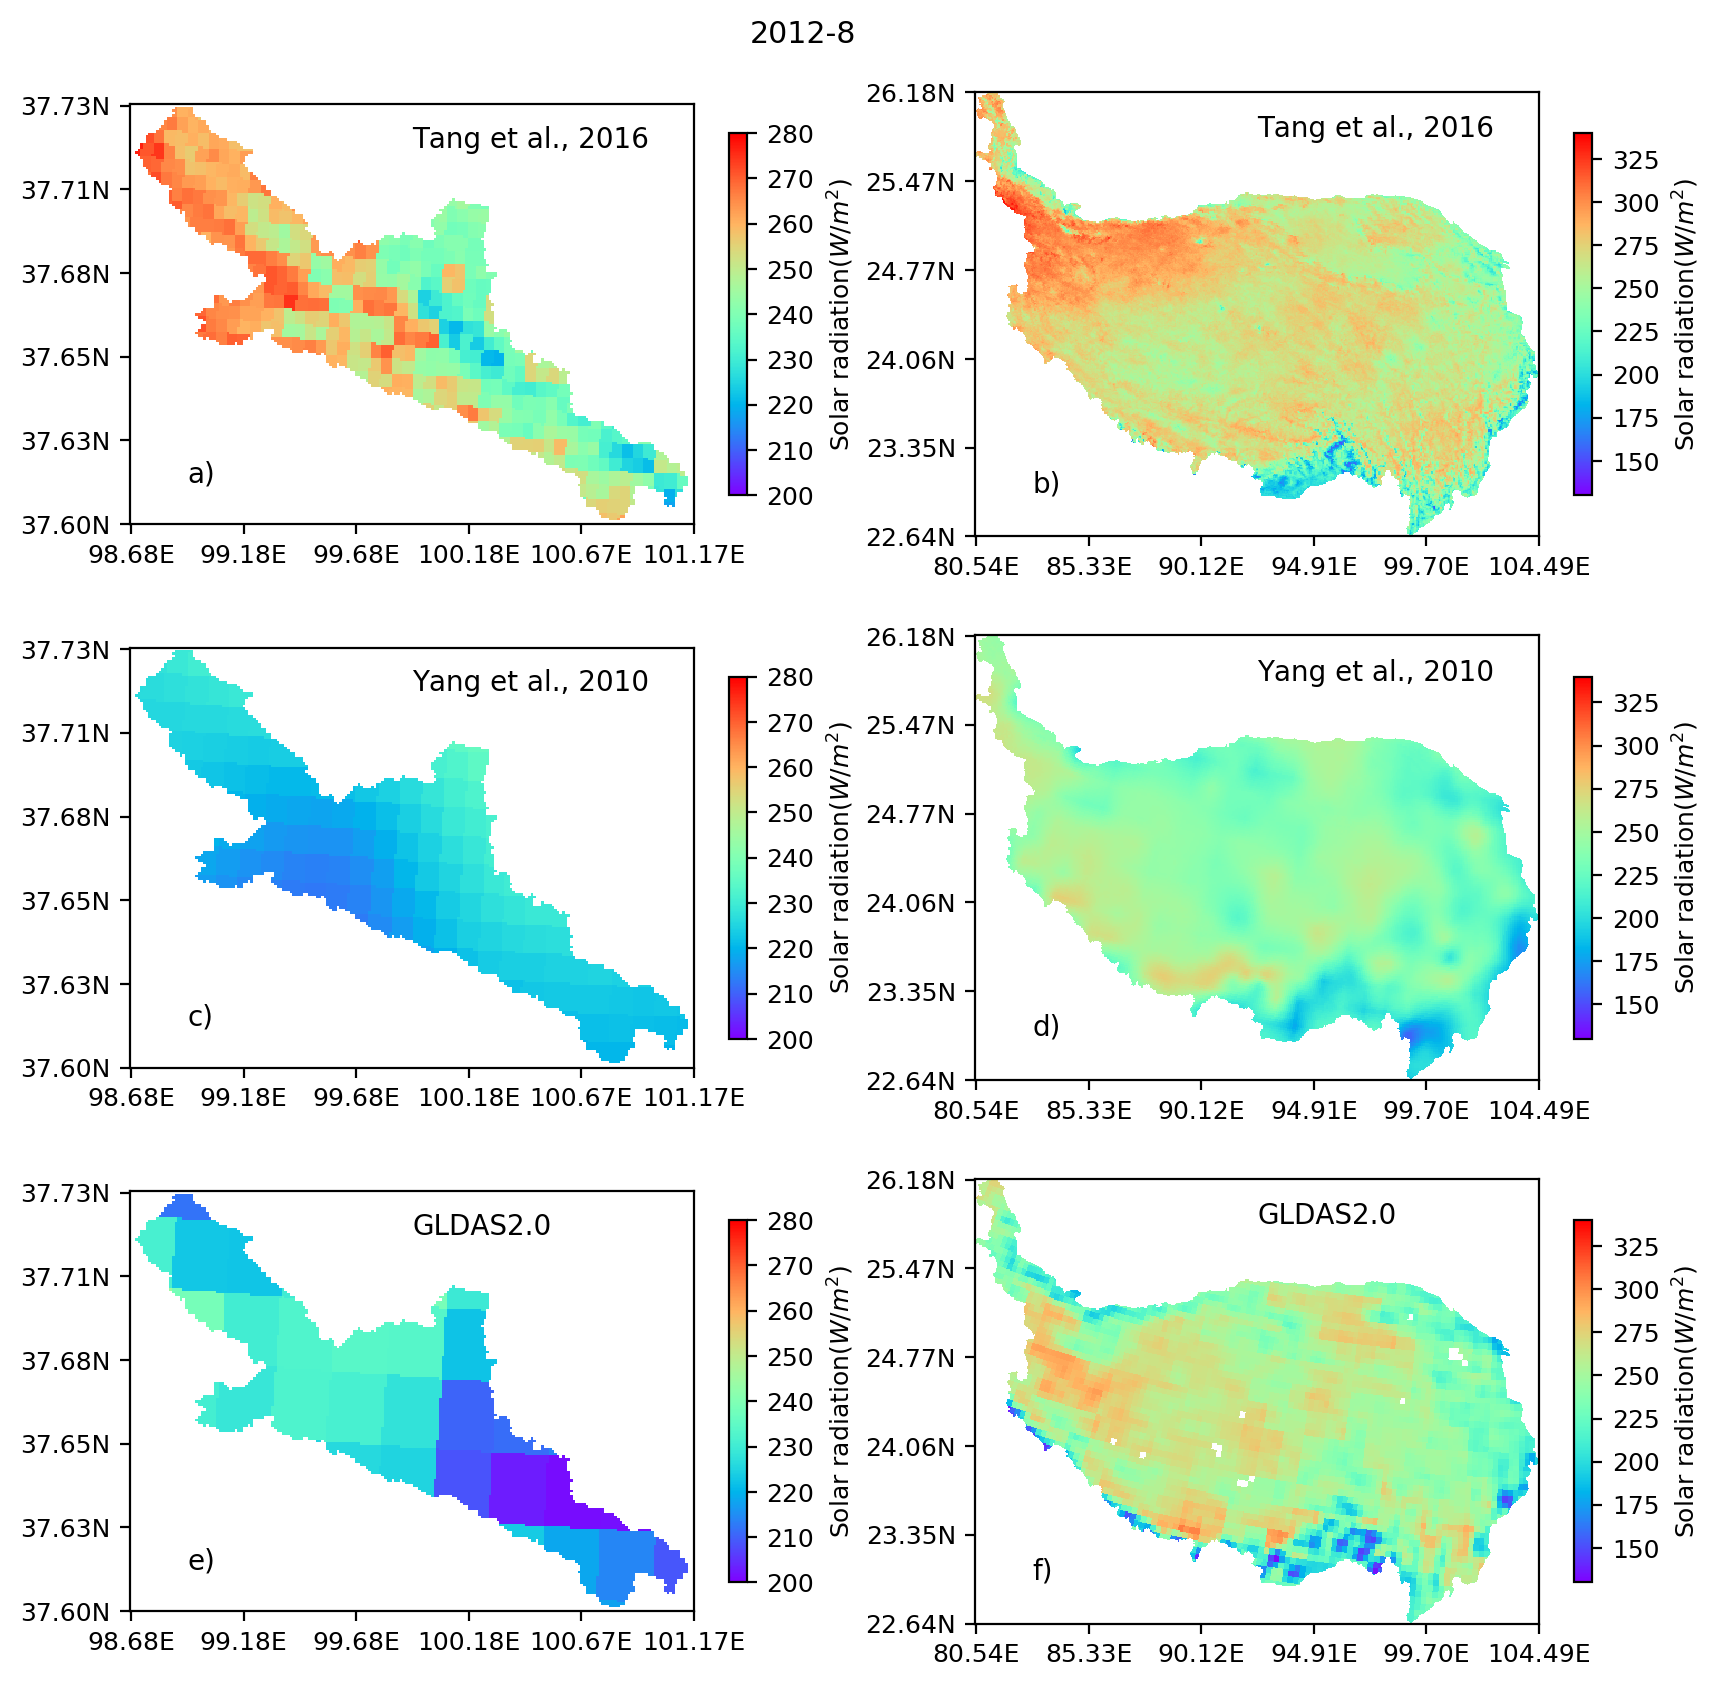 2012-8
37.73N
37.71N
37.68N
37.65N
37.63N
37.60N
98.68E 99.18E 99.68E 100.18E 100.67E 101.17E
Tang et al., 2016
a)
280
270
260
250
240
230
220
210
200
Solar radiation(W/m²)
26.18N
25.47N
24.77N
24.06N
23.35N
22.64N
80.54E 85.33E 90.12E 94.91E 99.70E 104.49E
Tang et al., 2016
b)
325
300
275
250
225
200
175
150
Solar radiation(W/m²)
37.73N
37.71N
37.68N
37.65N
37.63N
37.60N
98.68E 99.18E 99.68E 100.18E 100.67E 101.17E
Yang et al., 2010
c)
280
270
260
250
240
230
220
210
200
Solar radiation(W/m²)
26.18N
25.47N
24.77N
24.06N
23.35N
22.64N
80.54E 85.33E 90.12E 94.91E 99.70E 104.49E
Yang et al., 2010
d)
325
300
275
250
225
200
175
150
Solar radiation(W/m²)
37.73N
37.71N
37.68N
37.65N
37.63N
37.60N
98.68E 99.18E 99.68E 100.18E 100.67E 101.17E
GLDAS2.0
e)
280
270
260
250
240
230
220
210
200
Solar radiation(W/m²)
26.18N
25.47N
24.77N
24.06N
23.35N
22.64N
80.54E 85.33E 90.12E 94.91E 99.70E 104.49E
GLDAS2.0
f)
325
300
275
250
225
200
175
150
Solar radiation(W/m²)